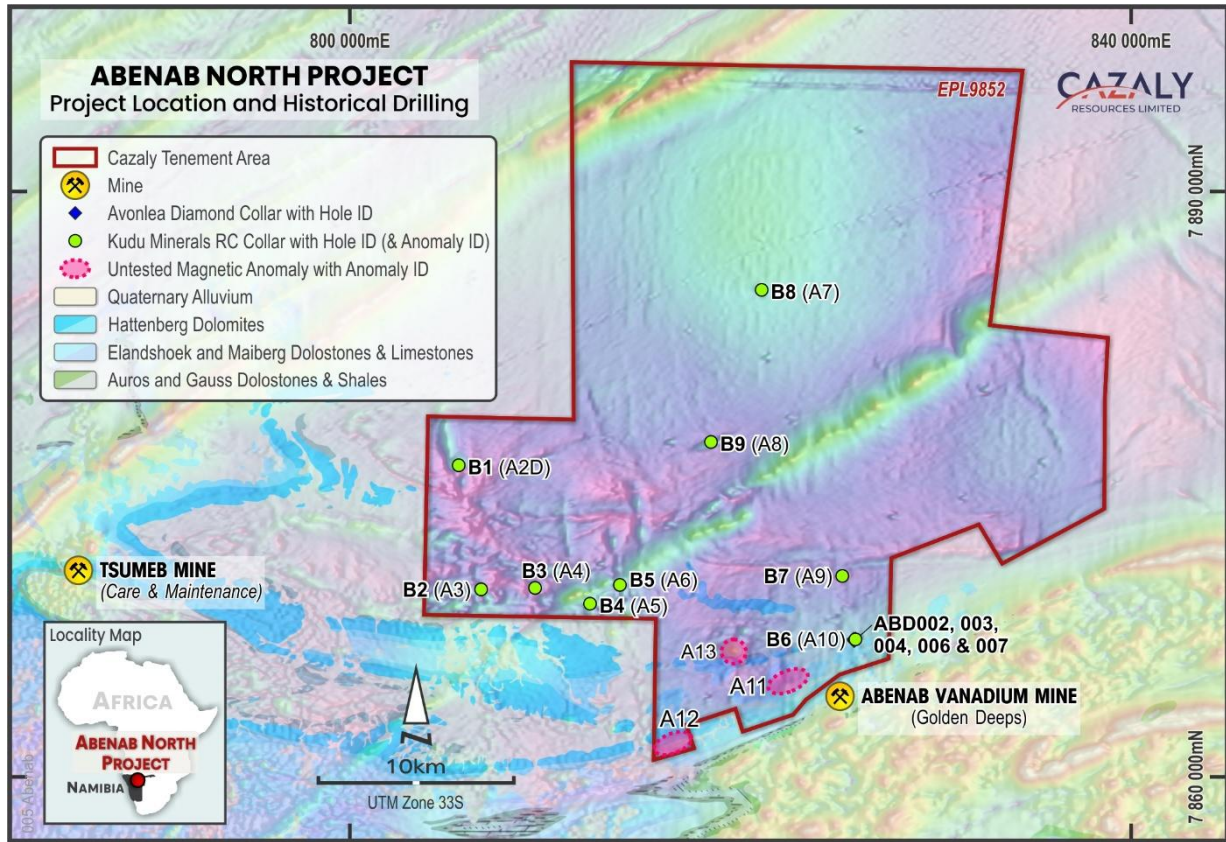 800 000mE
840 000mE
ABENAB NORTH PROJECT
Project Location and Historical Drilling
EPL9852
CAZALY
RESOURCES LIMITED
Cazaly Tenement Area
Mine
Avonlea Diamond Collar with Hole ID
Kudu Minerals RC Collar with Hole ID (& Anomaly ID)
Untested Magnetic Anomaly with Anomaly ID
Quaternary Alluvium
Hattenberg Dolomites
Elandshoek and Maiberg Dolostones & Limestones
Auros and Gauss Dolostones & Shales
7 890 000mN
B8 (A7)
B9 (A8)
B1 (A2D)
TSUMEB MINE
(Care & Maintenance)
B2 (A3)
B3 (A4)
B5 (A6)
B4 (A5)
B7 (A9)
B6 (A10)
ABD002, 003,
004, 006 & 007
A13
A11
A12
ABENAB VANADIUM MINE
(Golden Deeps)
Locality Map
AFRICA
ABENAB NORTH
PROJECT
NAMIBIA
N
10km
UTM Zone 33S
7 860 000mN
005 Abenab